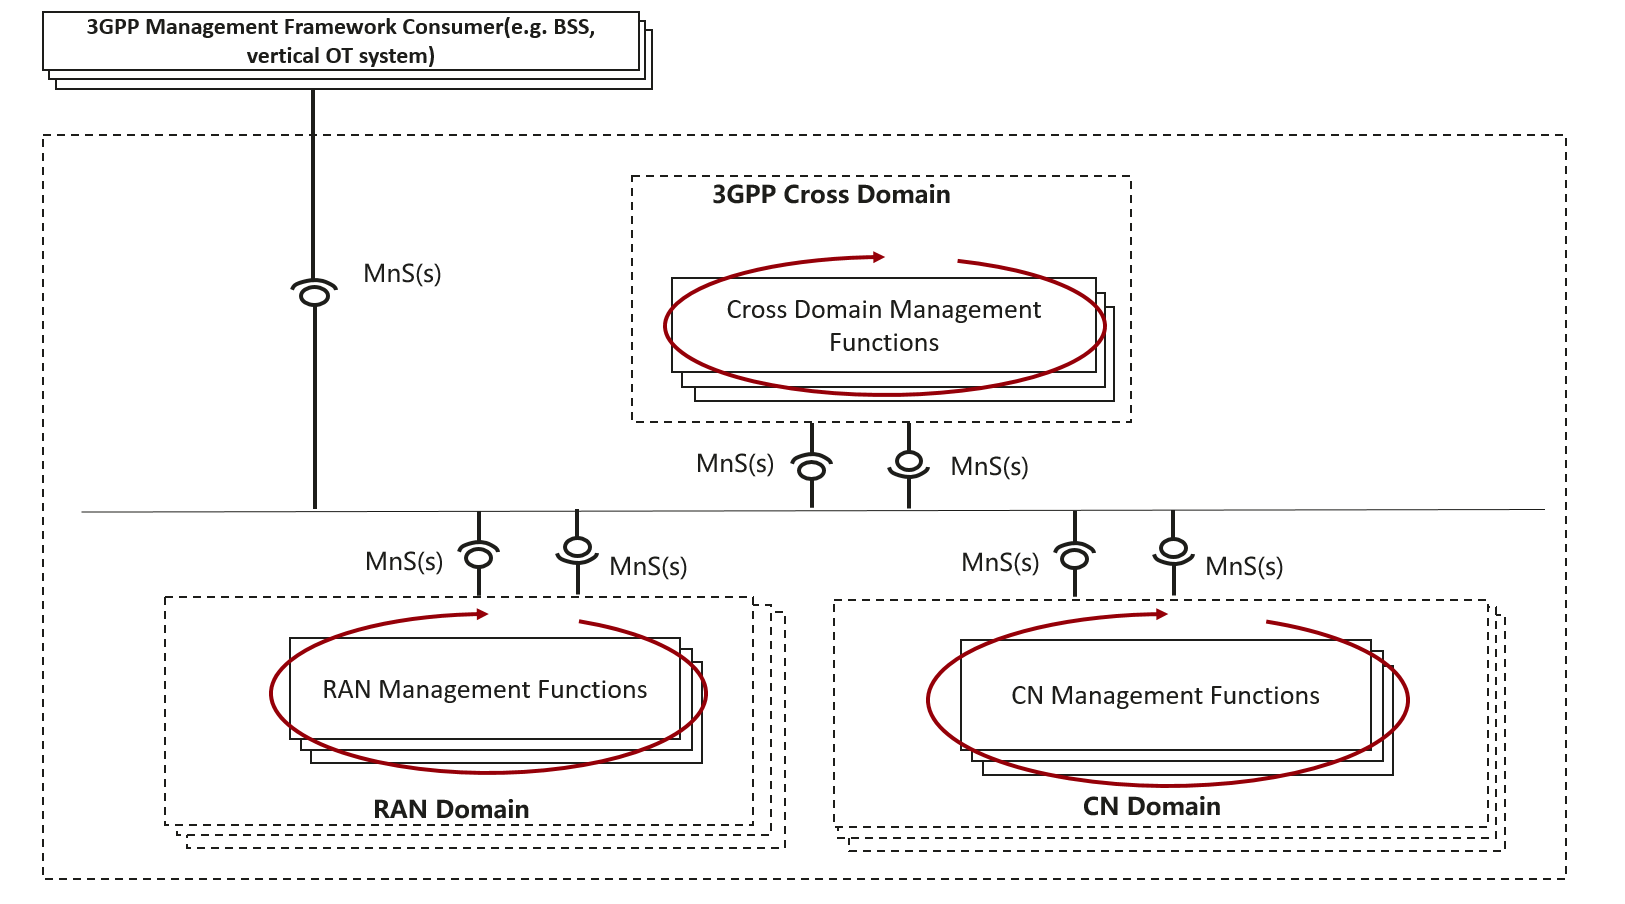 3GPP Management Framework Consumer(e.g. BSS,
vertical OT system)
MnS(s)
3GPP Cross Domain
Cross Domain Management
Functions
MnS(s)
MnS(s)
MnS(s)
MnS(s)
MnS(s)
MnS(s)
RAN Management Functions
RAN Domain
CN Management Functions
CN Domain